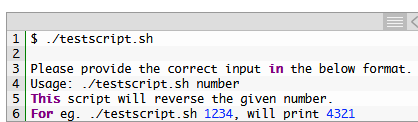 1 $ ./testscript.sh
2
3 Please provide the correct input in the below format.
4 Usage: ./testscript.sh number
5 This script will reverse the given number.
6 For eg. ./testscript.sh 1234, will print 4321